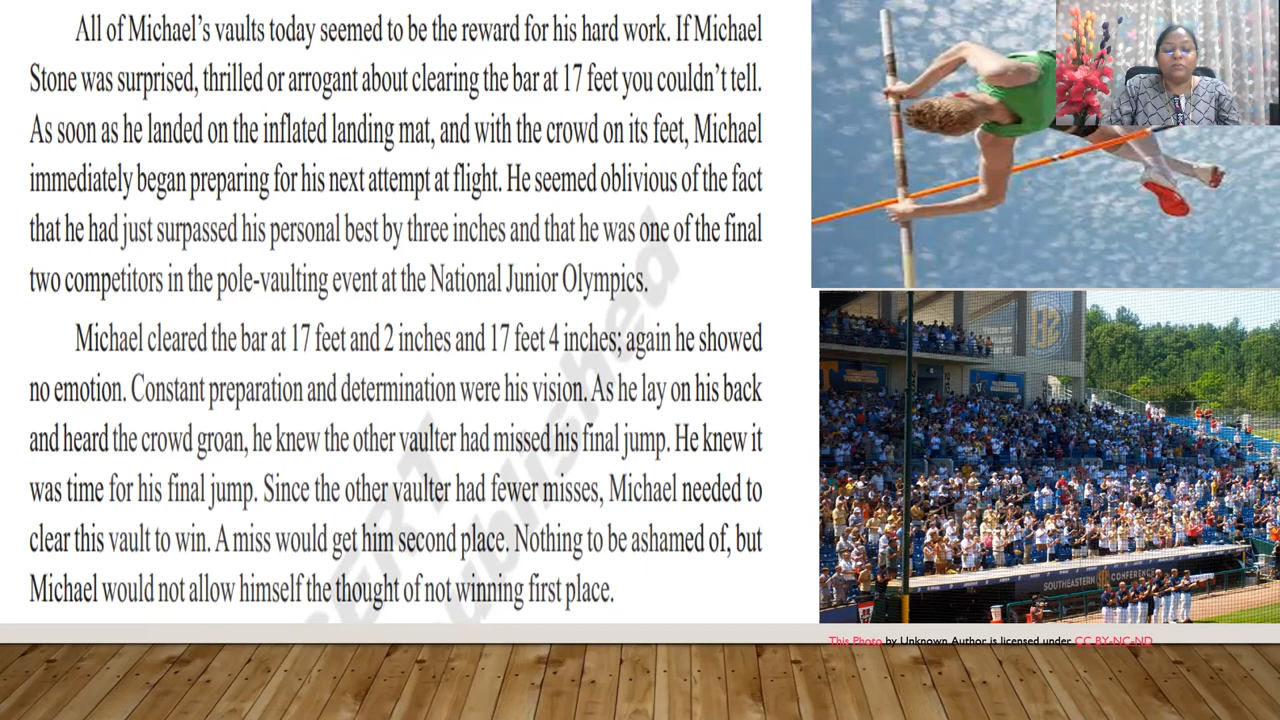 All of Michael’s vaults today seemed to be the reward for his hard work. If Michael
Stone was surprised, thrilled or arrogant about clearing the bar at 17 feet you couldn’t tell.
As soon as he landed on the inflated landing mat, and with the crowd on its feet, Michael
immediately began preparing for his next attempt at flight. He seemed oblivious of the fact
that he had just surpassed his personal best by three inches and that he was one of the final
two competitors in the pole-vaulting event at the National Junior Olympics.
Michael cleared the bar at 17 feet and 2 inches and 17 feet 4 inches; again he showed
no emotion. Constant preparation and determination were his vision. As he lay on his back
and heard the crowd groan, he knew the other vaulter had missed his final jump. He knew it
was time for his final jump. Since the other vaulter had fewer misses, Michael needed to
clear this vault to win. A miss would get him second place. Nothing to be ashamed of, but
Michael would not allow himself the thought of not winning first place.
SEC
SOUTHEASTERN SEC CONFERENCE
This Photo by Unknown Author is licensed under CC BY-NC-ND